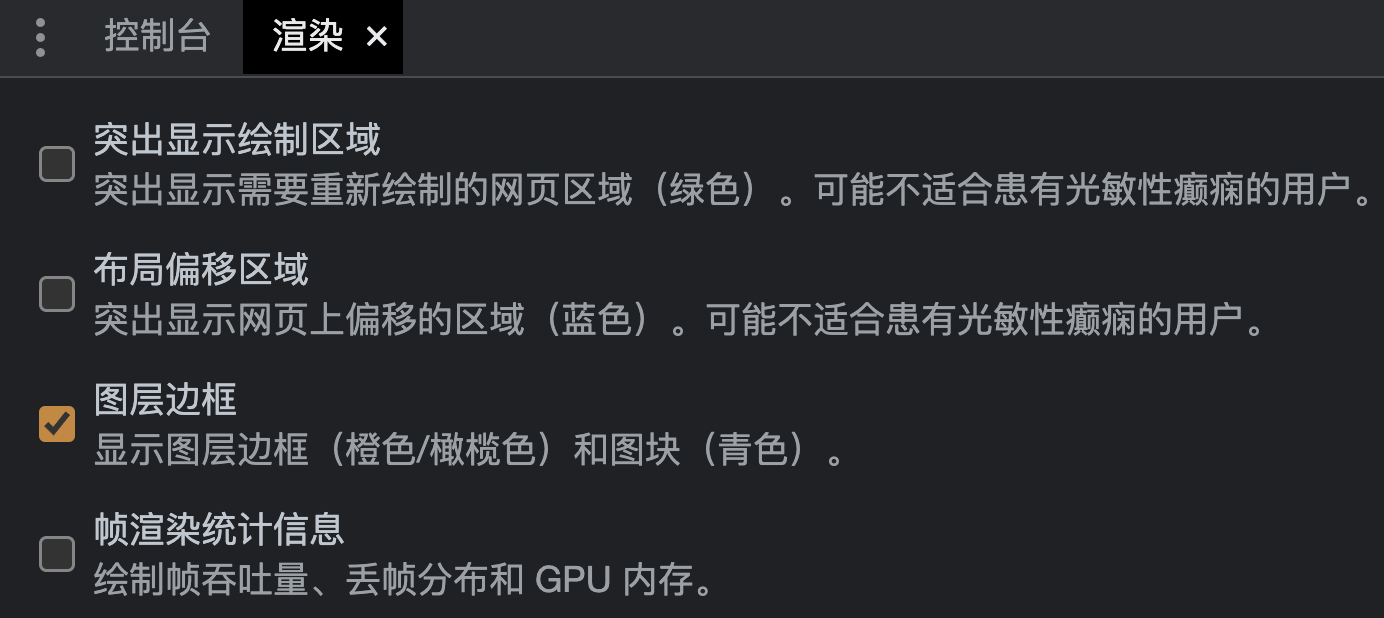 控制台 渲染 ×
突出显示绘制区域
突出显示需要重新绘制的网页区域（绿色）。可能不适合患有光敏性癫痫的用户。
布局偏移区域
突出显示网页上偏移的区域（蓝色）。可能不适合患有光敏性癫痫的用户。
图层边框
显示图层边框（橙色/橄榄色）和图块（青色）。
帧渲染统计信息
绘制帧吞吐量、丢帧分布和 GPU 内存。